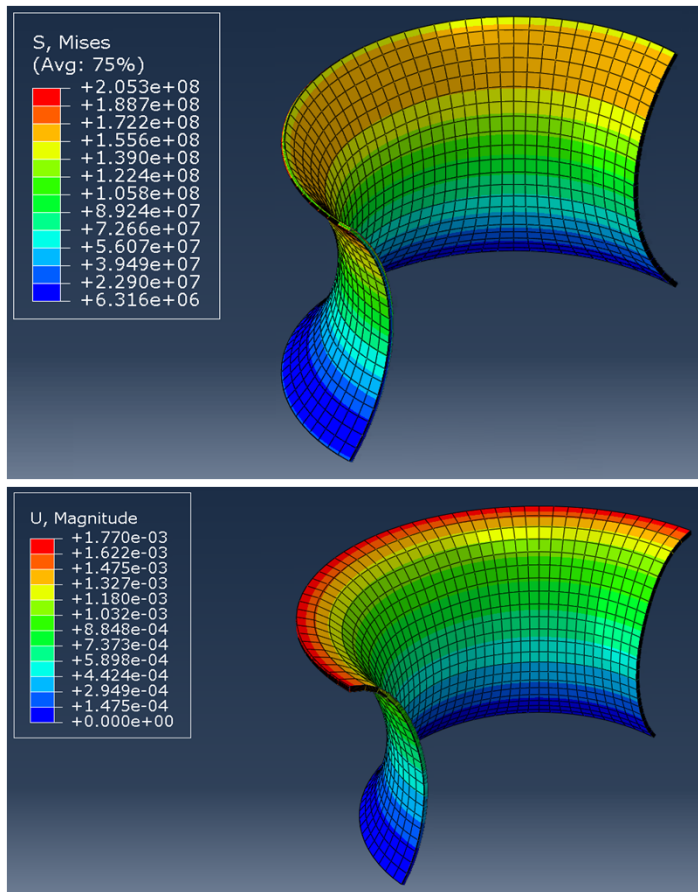 S, Mises
(Avg: 75%)
+2.053e+08
+1.887e+08
+1.722e+08
+1.556e+08
+1.390e+08
+1.224e+08
+1.058e+08
+8.924e+07
+7.266e+07
+5.607e+07
+3.949e+07
+2.290e+07
+6.316e+06
U, Magnitude
+1.770e-03
+1.622e-03
+1.475e-03
+1.327e-03
+1.180e-03
+1.032e-03
+8.848e-04
+7.373e-04
+5.898e-04
+4.424e-04
+2.949e-04
+1.475e-04
+0.000e+00